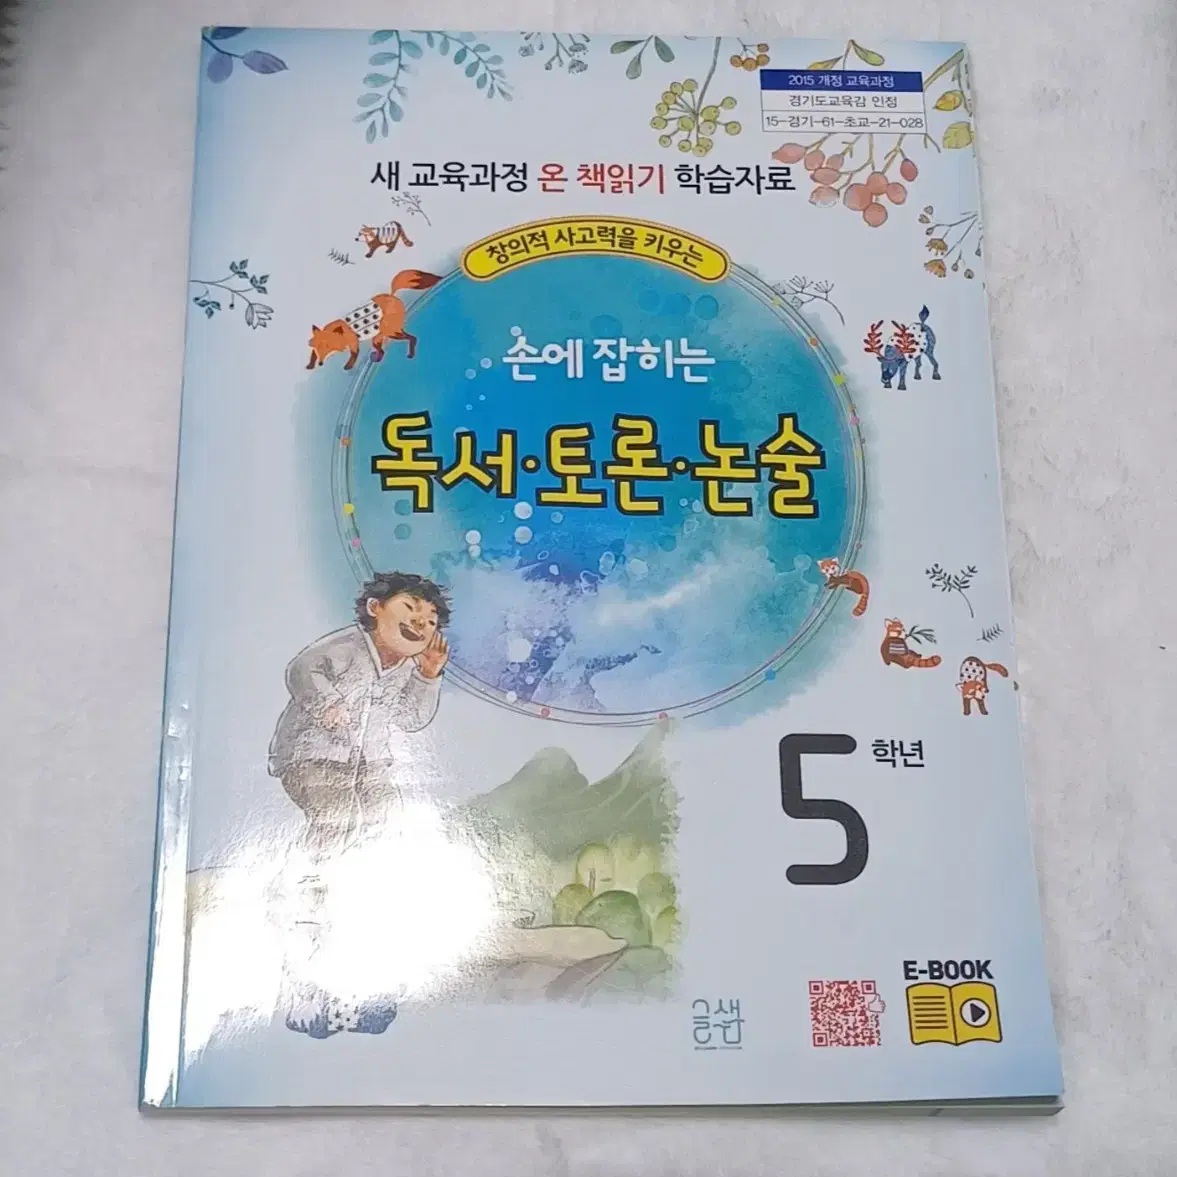 2015 개정 교육과정
경기도교육감 인정
15-경기-61-초교-21-028
새 교육과정 온 책읽기 학습자료
창의적 사고력을 키우는
손에 잡히는
독서·토론·논술
5 학년
E-BOOK
글샘